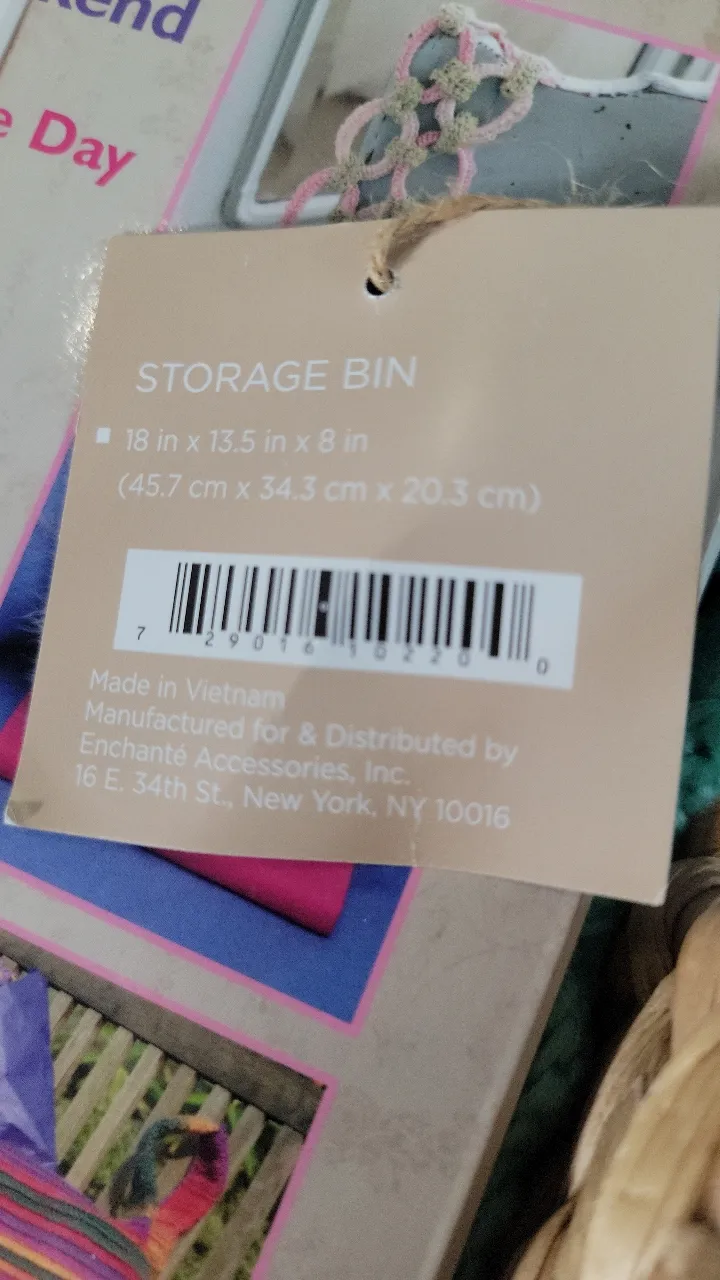 Day
STORAGE BIN
18 in x 13.5 in x 8 in
(45.7 cm x 34.3 cm x 20.3 cm)
7 29016 10220 0
Made in Vietnam
Manufactured for & Distributed by
Enchanté Accessories, Inc.
16 E. 34th St., New York, NY 10016